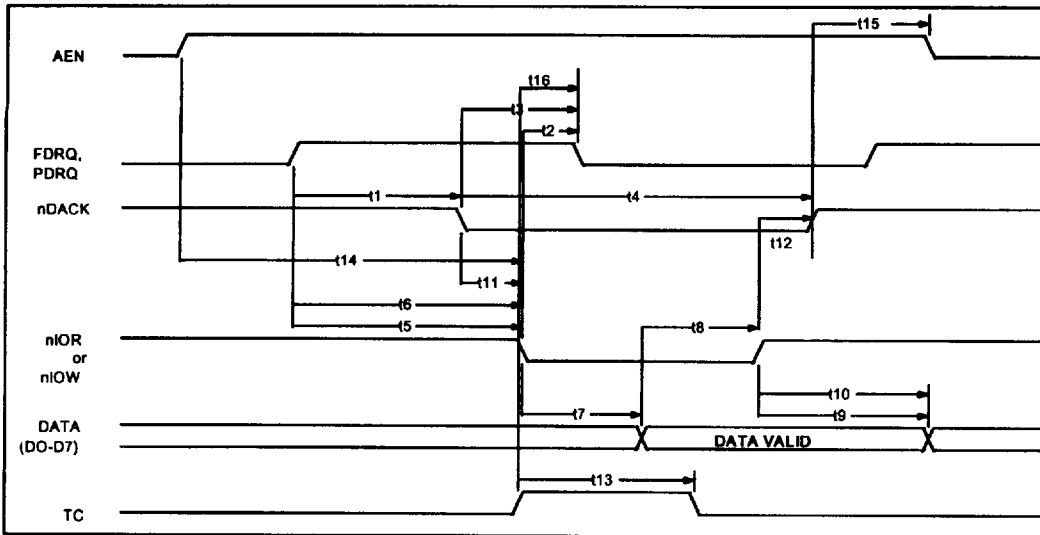 t15
AEN
t16
t3
t2
FDRQ,
PDRQ
t1
t4
nDACK
t12
t14
t11
t6
t8
t5
nIOR
or
nIOW
t10
t7
t9
DATA
(DO-D7)
DATA VALID
t13
TC